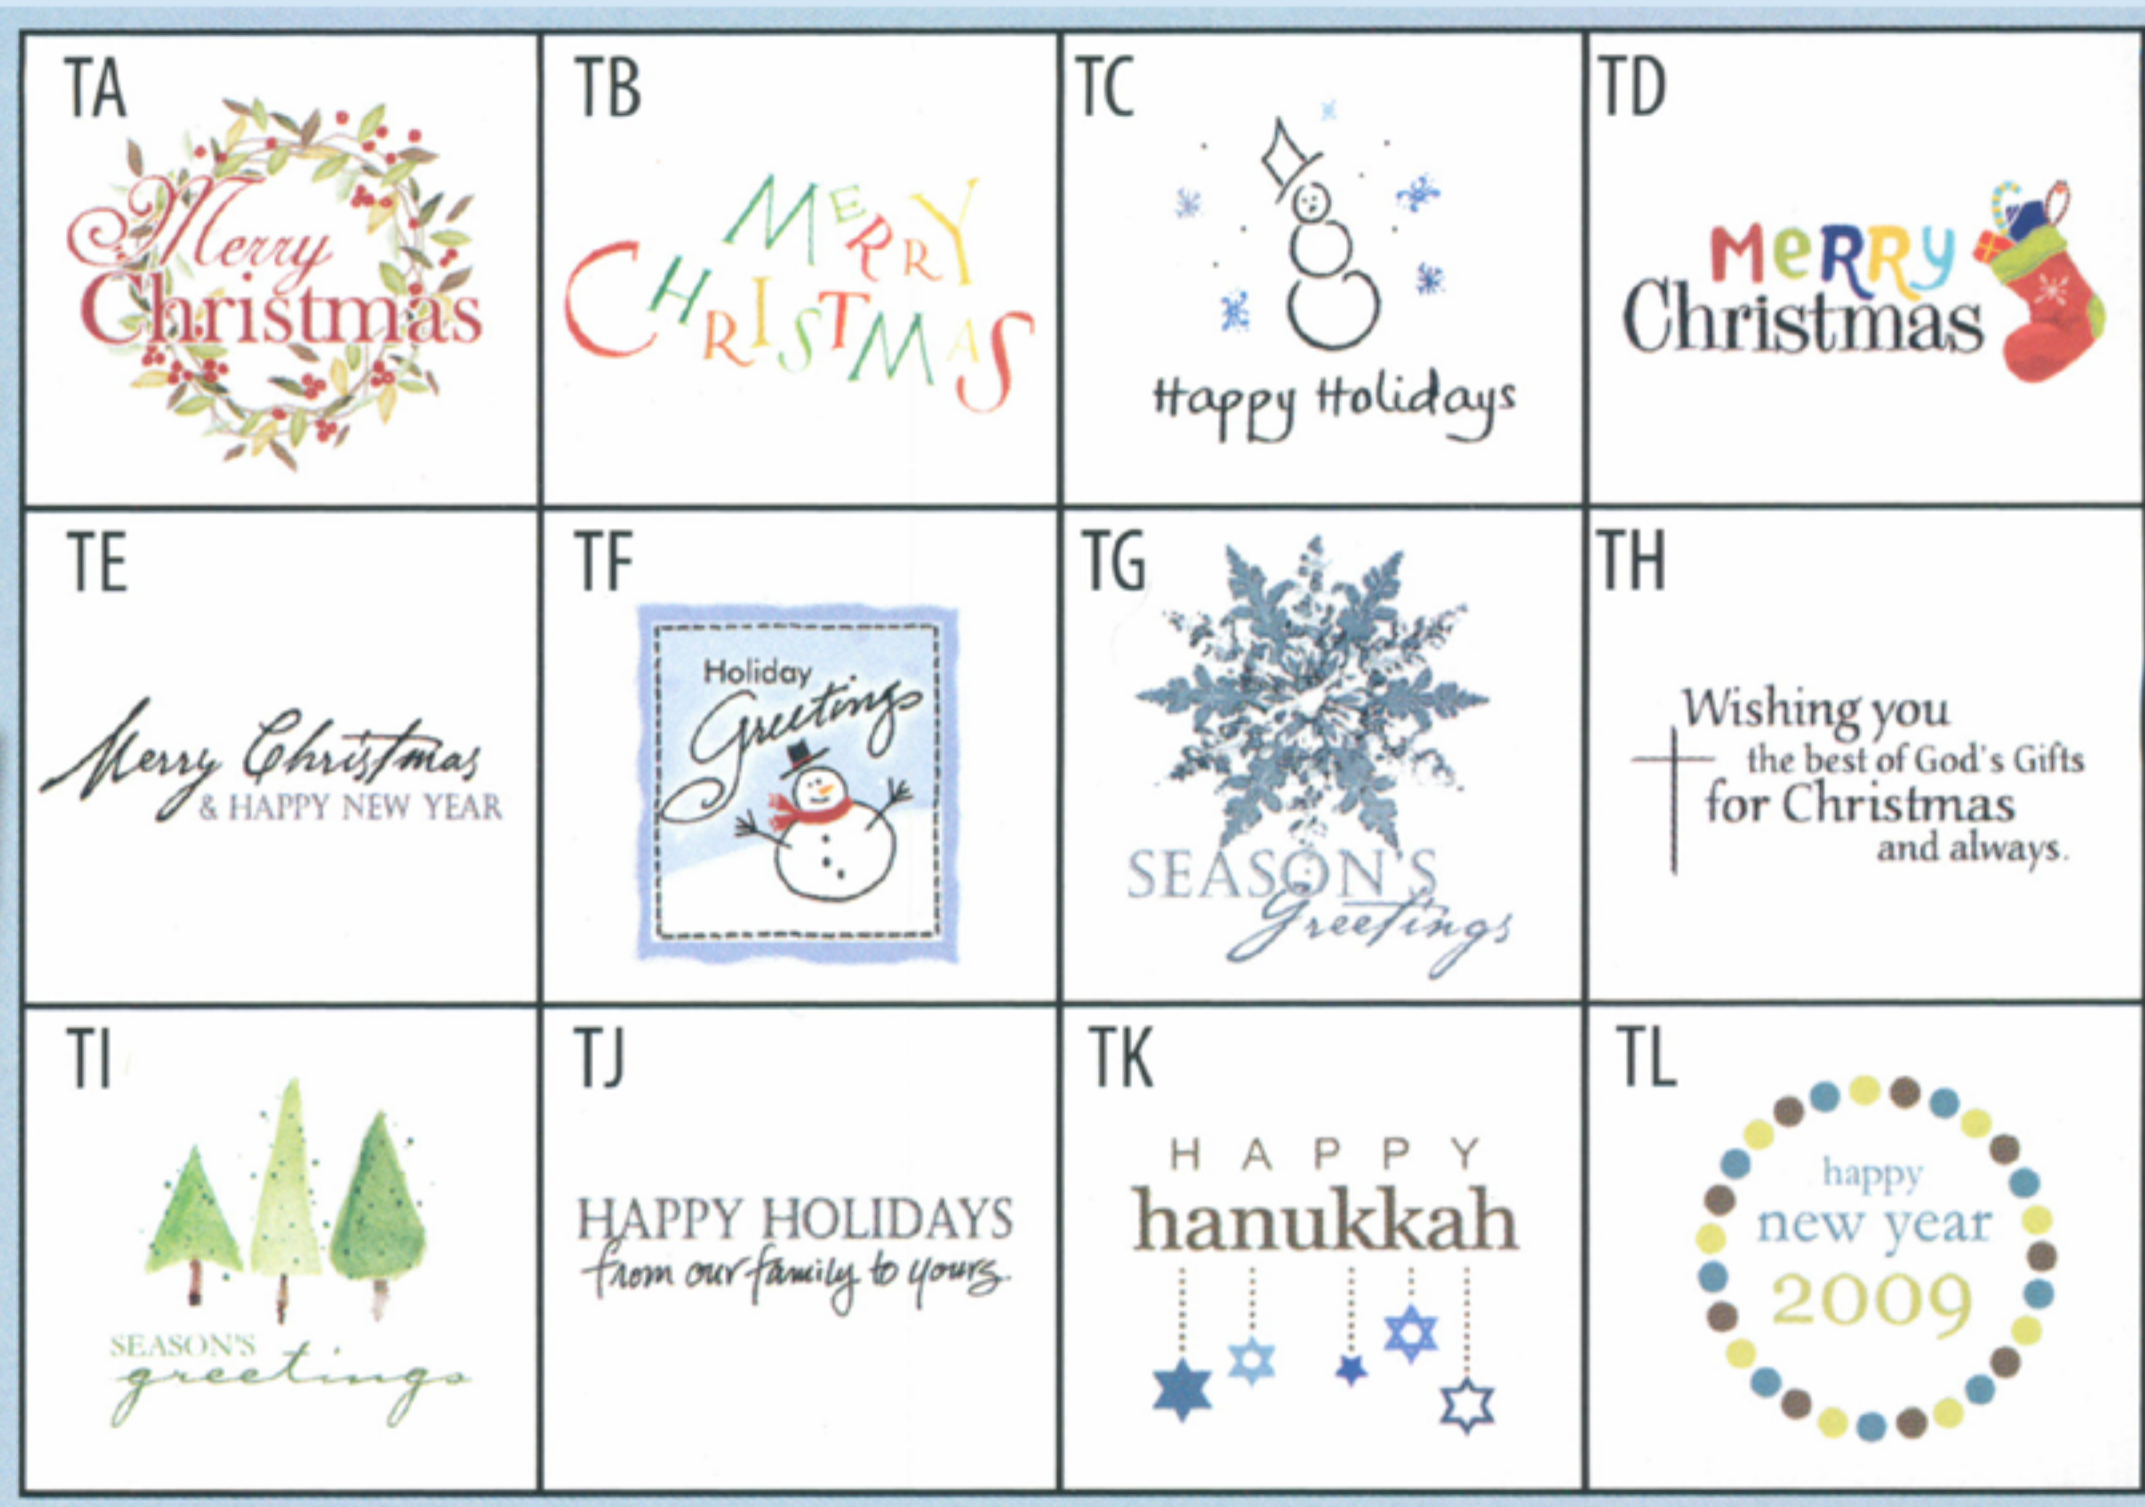 TA
Merry
Christmas
TB
MERRY
CHRISTMAS
TC
Happy Holidays
TD
MeRRY
Christmas
TE
Merry Christmas
& HAPPY NEW YEAR
TF
Holiday
Greetings
TG
SEASON'S
Greetings
TH
Wishing you
the best of God's Gifts
for Christmas
and always.
TI
SEASON'S
greetings
TJ
HAPPY HOLIDAYS
from our family to yours.
TK
HAPPY
hanukkah
TL
happy
new year
2009